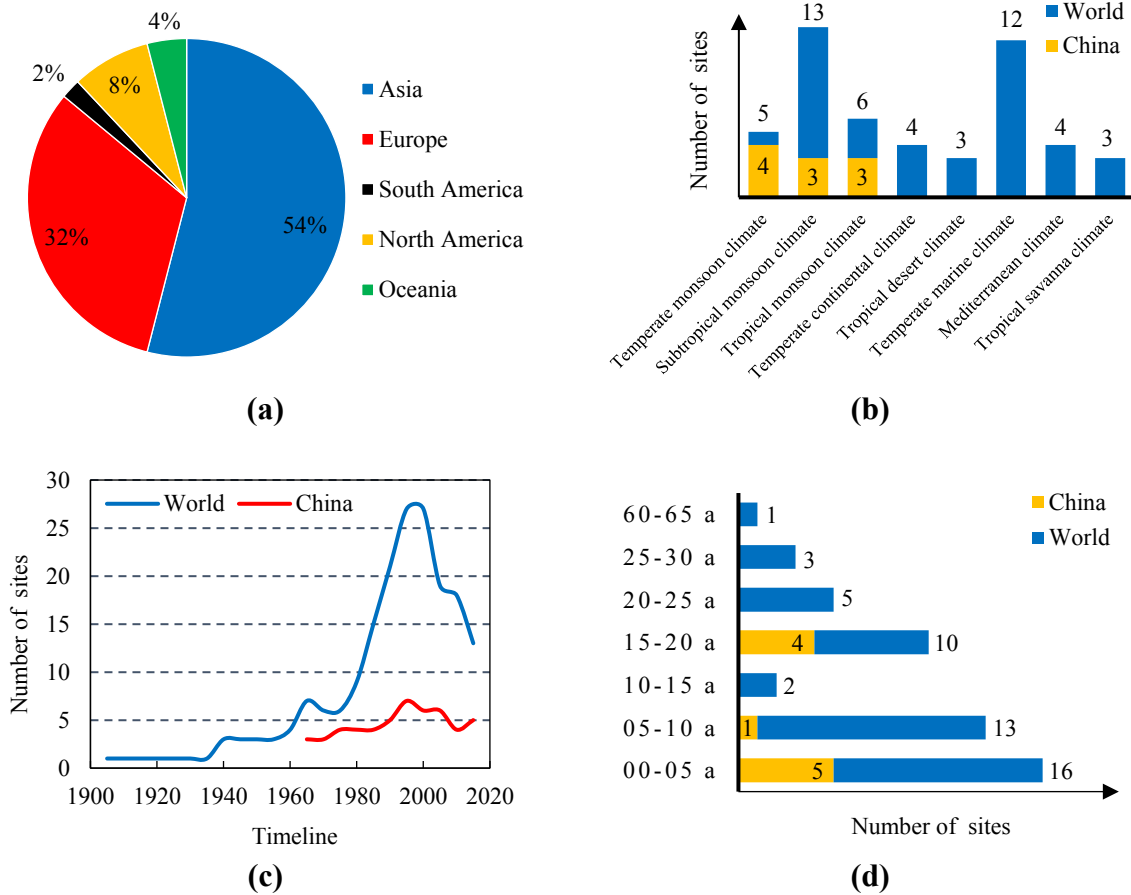 4%
2%
8%
32%
54%
Asia
Europe
South America
North America
Oceania
(a)
Number of sites
World
China
5
13
6
4
3
12
4
3
4
3
3
Temperate monsoon climate
Subtropical monsoon climate
Tropical monsoon climate
Temperate continental climate
Tropical desert climate
Temperate marine climate
Mediterranean climate
Tropical savanna climate
(b)
Number of sites
30
25
20
15
10
5
0
World
China
1900 1920 1940 1960 1980 2000 2020
Timeline
(c)
China
World
60-65 a 1
25-30 a 3
20-25 a 5
15-20 a 4 10
10-15 a 2
05-10 a 1 13
00-05 a 5 16
Number of sites
(d)